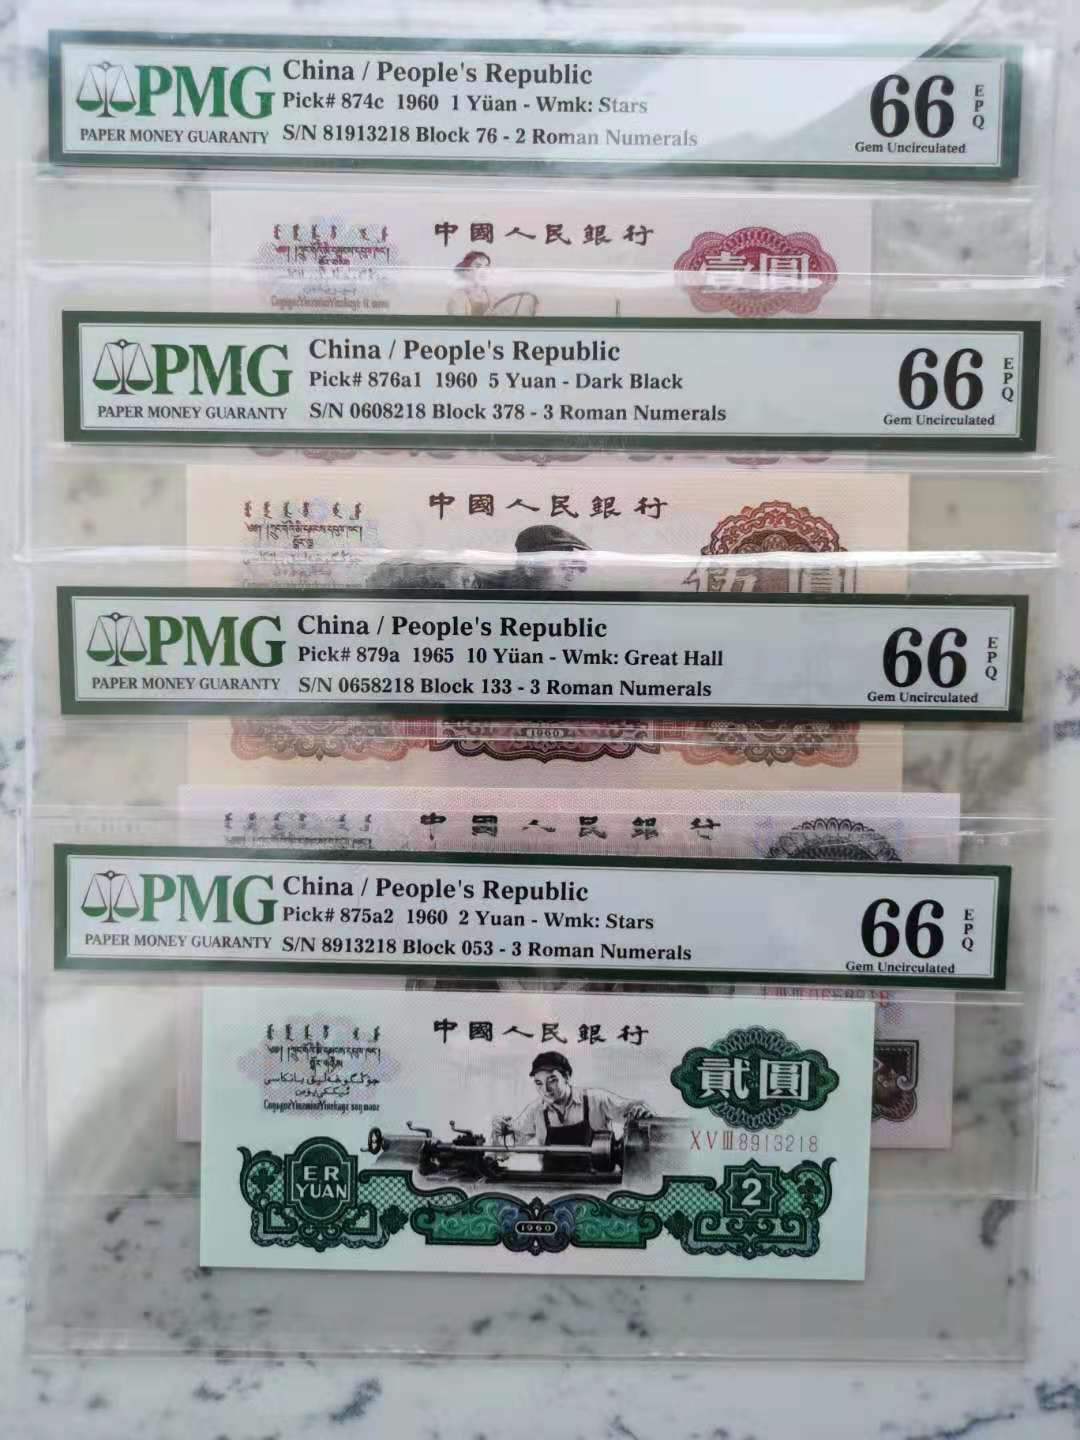 PMG
PAPER MONEY GUARANTY
China / People's Republic
Pick# 874c 1960 1 Yüan - Wmk: Stars
S/N 81913218 Block 76 - 2 Roman Numerals
66
EPQ
Gem Uncirculated
中國人民銀行
壹圓
PMG
PAPER MONEY GUARANTY
China / People's Republic
Pick# 876a1 1960 5 Yuan - Dark Black
S/N 0608218 Block 378 - 3 Roman Numerals
66
EPQ
Gem Uncirculated
中國人民銀行
PMG
PAPER MONEY GUARANTY
China / People's Republic
Pick# 879a 1965 10 Yüan - Wmk: Great Hall
S/N 0658218 Block 133 - 3 Roman Numerals
66
EPQ
Gem Uncirculated
1960
中國人民銀行
PMG
PAPER MONEY GUARANTY
China / People's Republic
Pick# 875a2 1960 2 Yuan - Wmk: Stars
S/N 8913218 Block 053 - 3 Roman Numerals
66
EPQ
Gem Uncirculated
中國人民銀行
貳圓
XVⅢ8913218
ER
YUAN
2
1960